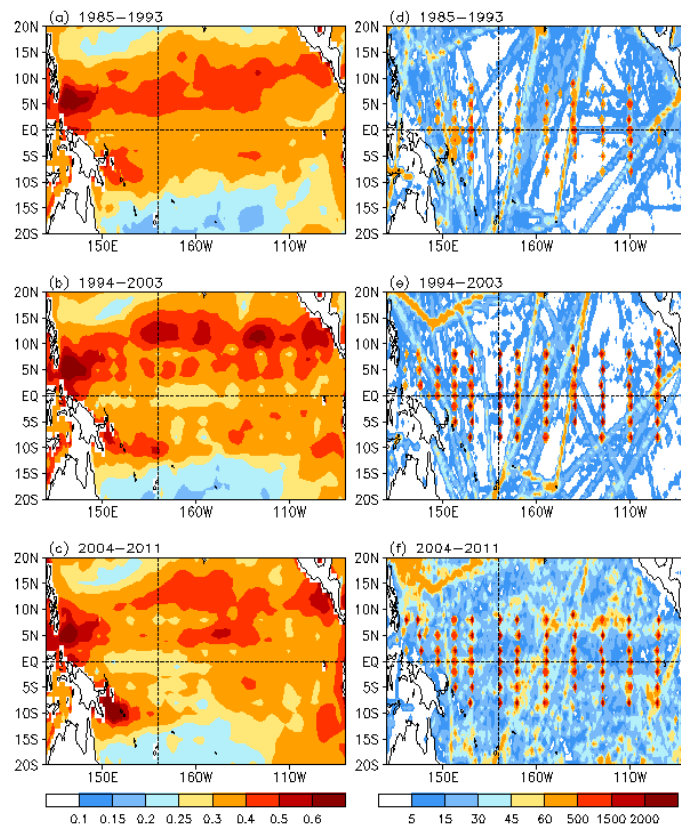 (a) 1985−1993 (d) 1985−1993
20N 20N
15N 15N
10N 10N
5N 5N
EQ EQ
5S 5S
10S 10S
15S 15S
20S 20S
150E 160W 110W 150E 160W 110W
(b) 1994−2003 (e) 1994−2003
20N 20N
15N 15N
10N 10N
5N 5N
EQ EQ
5S 5S
10S 10S
15S 15S
20S 20S
150E 160W 110W 150E 160W 110W
(c) 2004−2011 (f) 2004−2011
20N 20N
15N 15N
10N 10N
5N 5N
EQ EQ
5S 5S
10S 10S
15S 15S
20S 20S
150E 160W 110W 150E 160W 110W
0.1 0.15 0.2 0.25 0.3 0.4 0.5 0.6 5 15 30 45 60 500 1500 2000